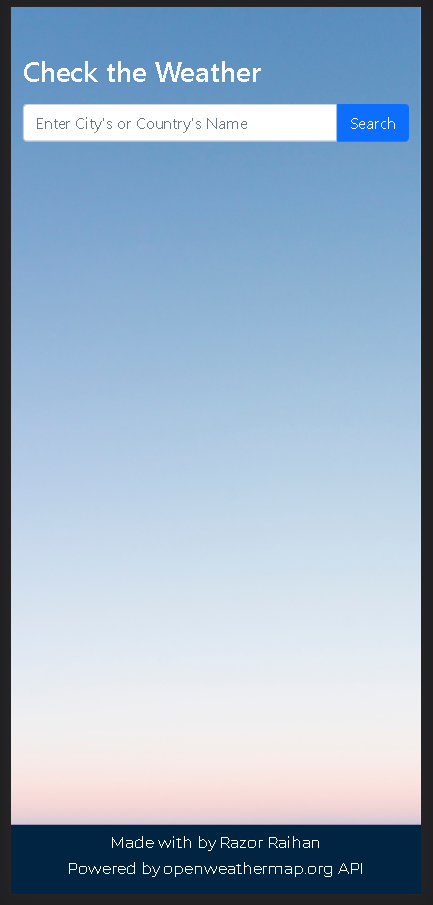 Check the Weather
Enter City's or Country's Name
Search
Made with by Razor Raihan
Powered by openweathermap.org API